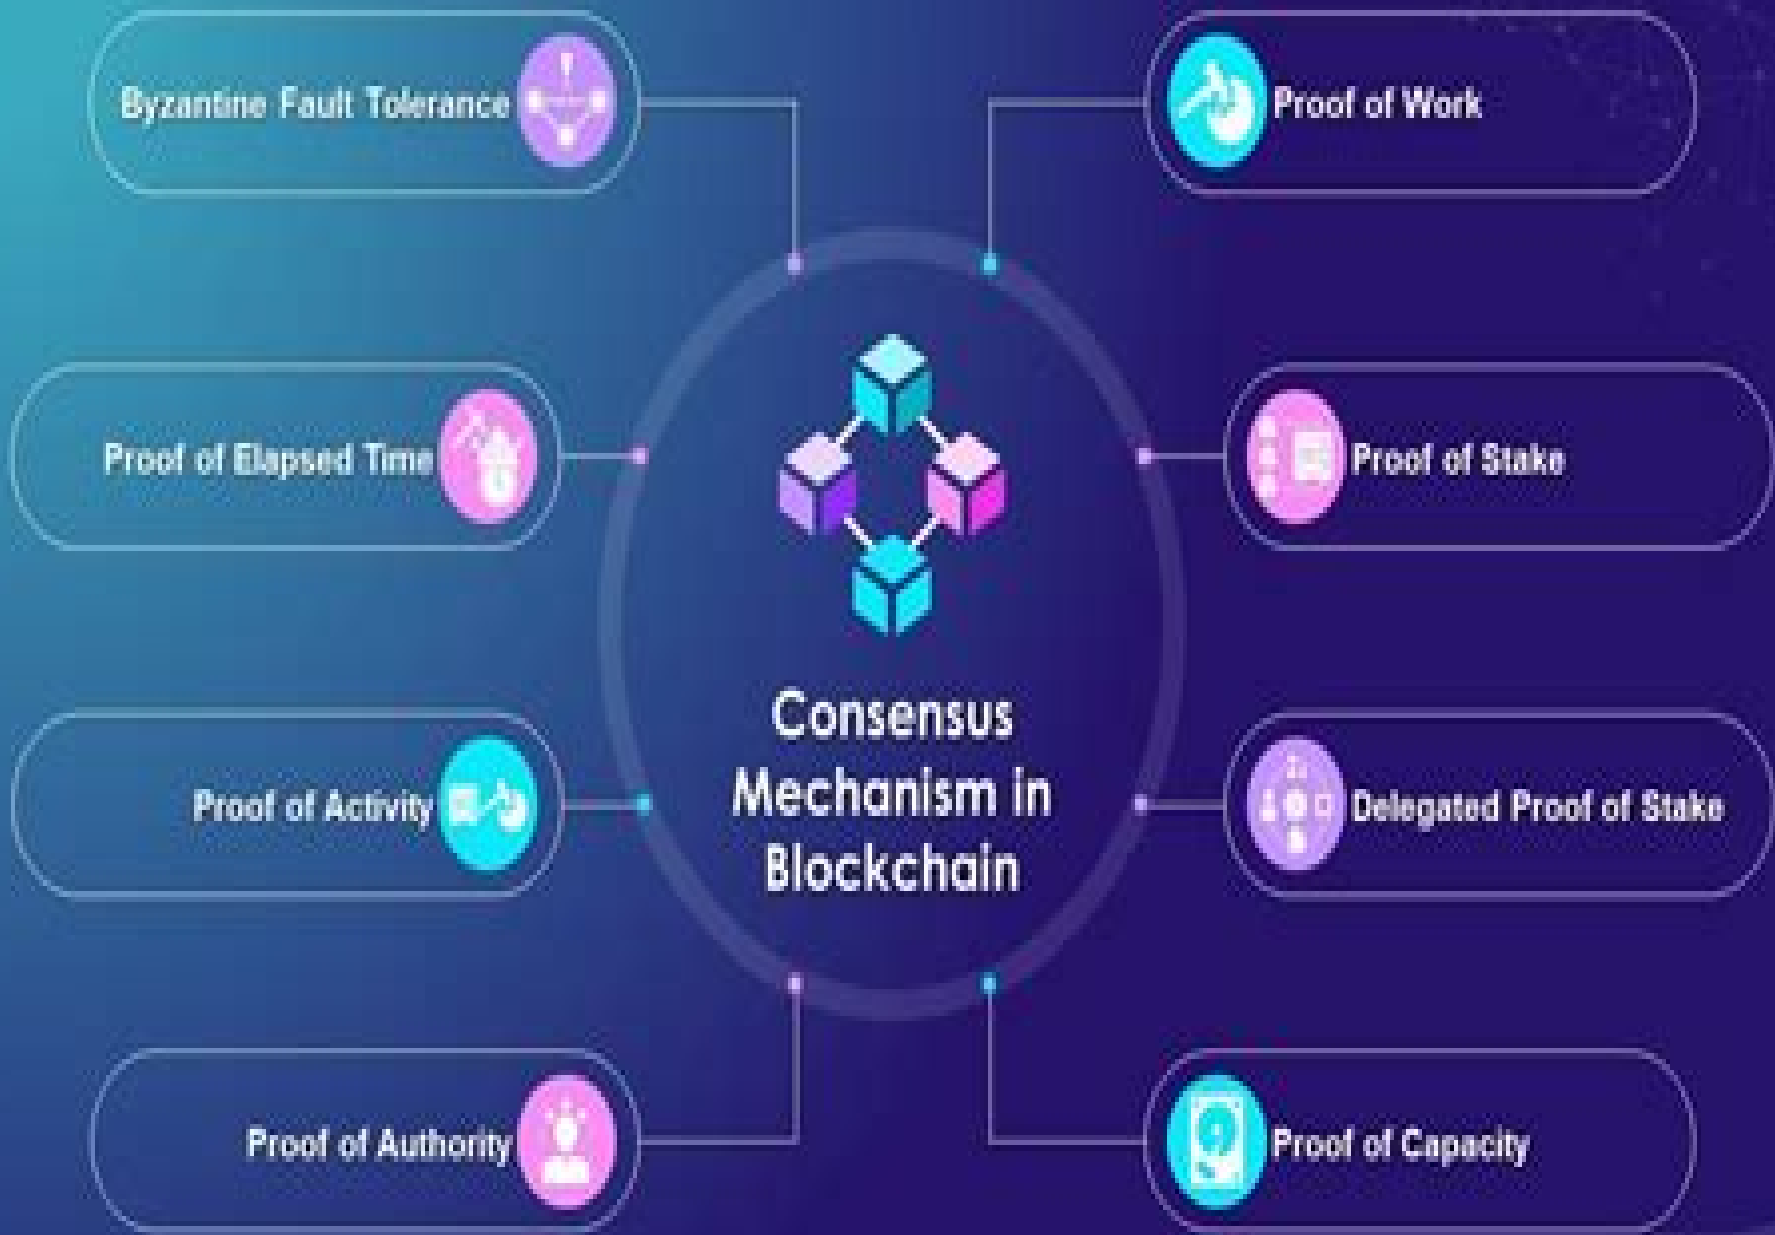 Byzantine Fault Tolerance
Proof of Work
Proof of Elapsed Time
Proof of Stake
Consensus
Mechanism in
Blockchain
Proof of Activity
Delegated Proof of Stake
Proof of Authority
Proof of Capacity